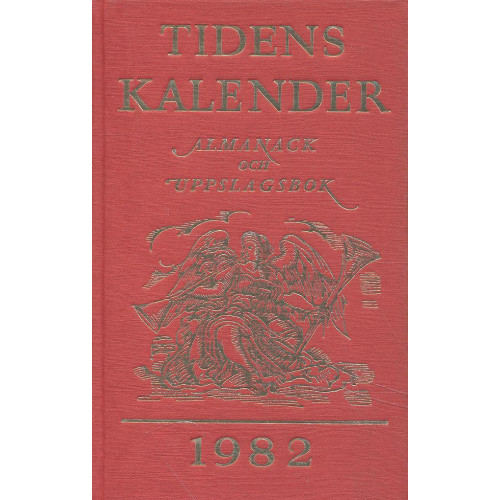 TIDENS
KALENDER
ALMANACK
OCH
UPPSLAGSBOK
1982